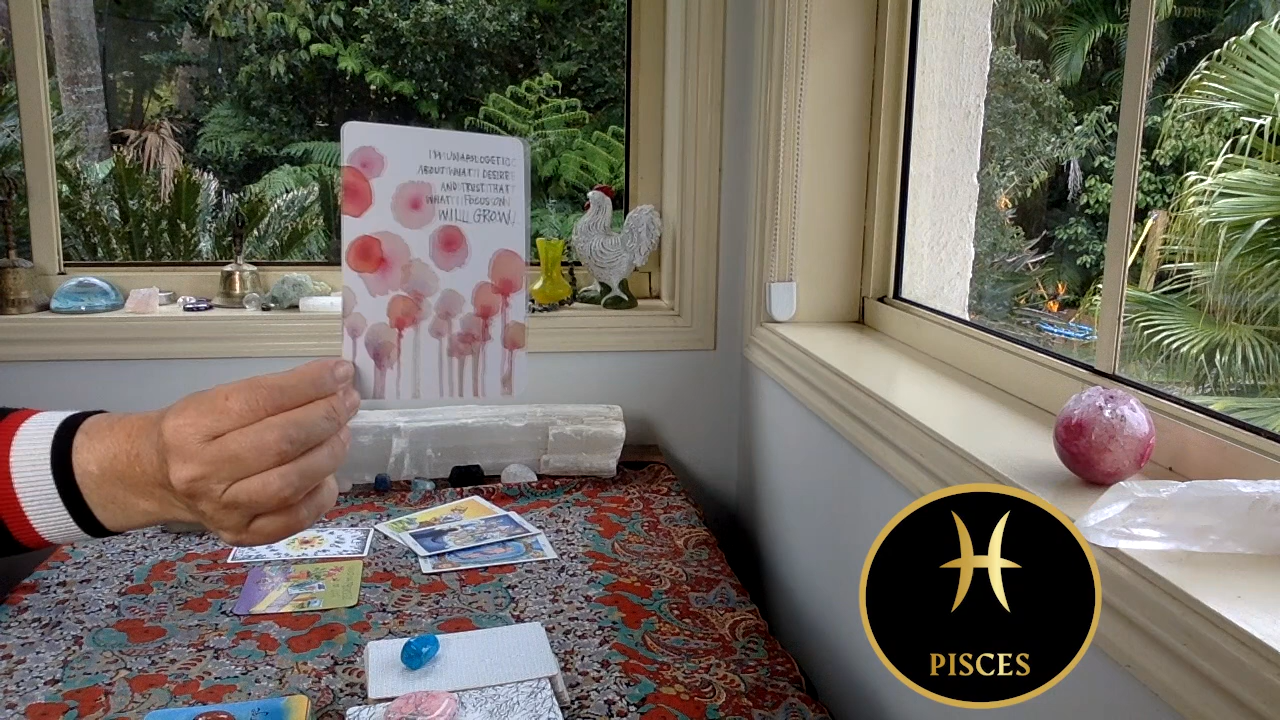 I'M UNAPOLOGETIC
ABOUT WHAT I DESIRE
AND TRUST THAT
WHAT I FOCUS ON
WILL GROW.
PISCES